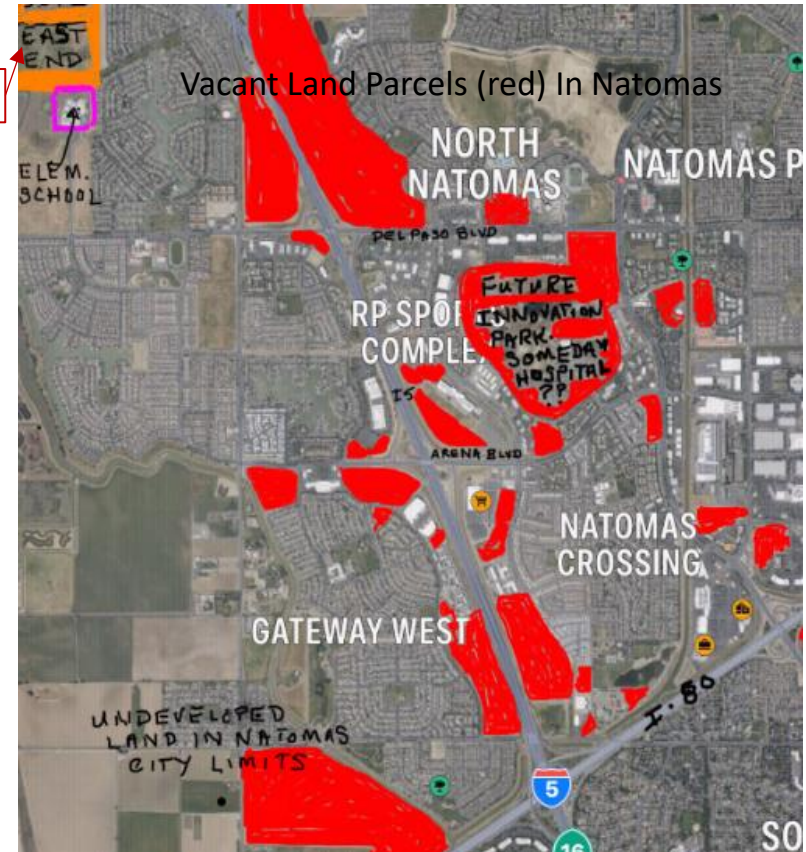 EAST
END
Vacant Land Parcels (red) In Natomas
ELEM.
SCHOOL
NORTH
NATOMAS
NATOMAS P
DEL PASO BLVD
FUTURE
INNOVATION
PARK.
SOMEDAY
HOSPITAL
??
RP SPO
COMPLE
I5
ARENA BLVD
NATOMAS
CROSSING
GATEWAY WEST
I-80
UNDEVELOPED
LAND IN NATOMAS
CITY LIMITS
5
16
SO